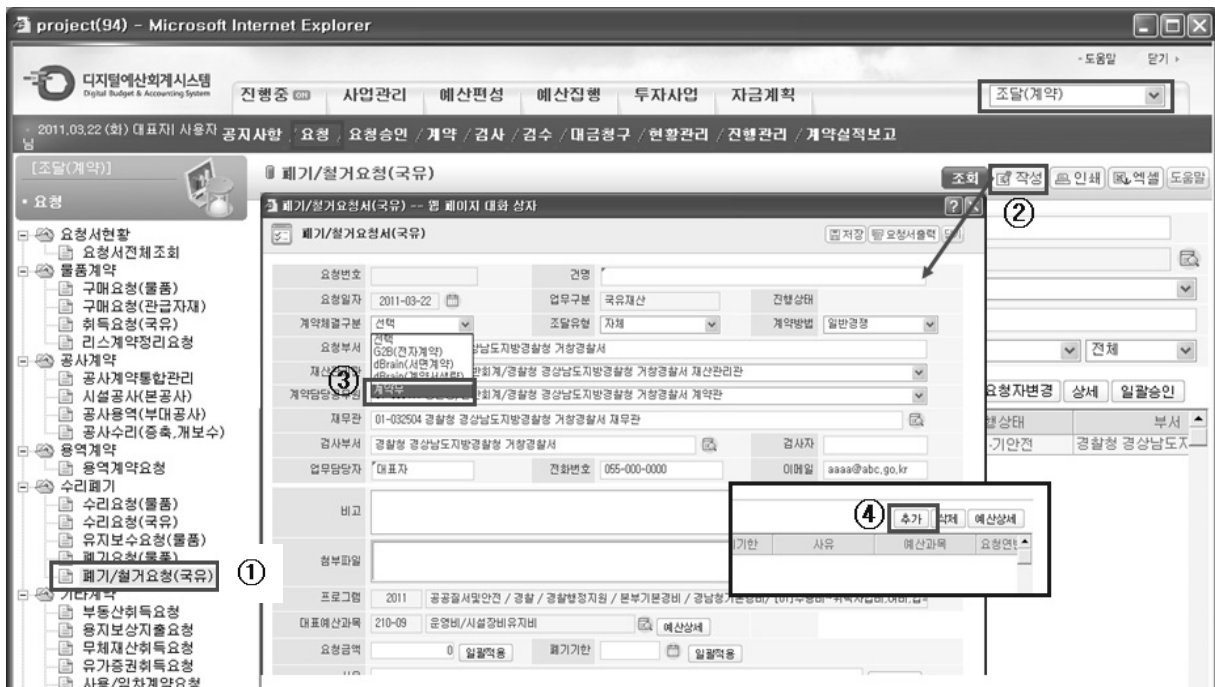 project(94) - Microsoft Internet Explorer
- 도움말 닫기
디지털예산회계시스템
Digital Budget & Accounting System
진행중 ON 사업관리 예산편성 예산집행 투자사업 자금계획 조달(계약)
2011,03,22 (화) 대표자| 사용자 님
공지사항 / 요청 / 요청승인 / 계약 / 검사 / 검수 / 대금청구 / 현황관리 / 진행관리 / 계약실적보고
[조달(계약)]
• 요청
요청서현황
요청서전체조회
물품계약
구매요청(물품)
구매요청(관급자재)
취득요청(국유)
리스계약정리요청
공사계약
공사계약통합관리
시설공사(본공사)
공사용역(부대공사)
공사수리(증축,개보수)
용역계약
용역계약요청
수리폐기
수리요청(물품)
수리요청(국유)
유지보수요청(물품)
폐기요청(물품)
폐기/철거요청(국유) ①
기타계약
부동산취득요청
용지보상지출요청
무체재산취득요청
유가증권취득요청
사용/임차계약요청
폐기/철거요청(국유)
조회 작성 인쇄 엑셀 도움말
②
폐기/철거요청서(국유) -- 웹 페이지 대화 상자
폐기/철거요청서(국유)
저장 요청서출력 닫기
요청번호 건명
요청일자 2011-03-22 업무구분 국유재산 진행상태
계약체결구분 선택 조달유형 자체 계약방법 일반경쟁
선택
G2B(전자계약)
dBrain(서면계약)
dBrain(계약서생략)
③ 계약무
요청부서 경상남도지방경찰청 거창경찰서
회계/경찰청 경상남도지방경찰청 거창경찰서 재산관리관
계약담당공무원 회계/경찰청 경상남도지방경찰청 거창경찰서 계약관
재무관 01-032504 경찰청 경상남도지방경찰청 거창경찰서 재무관
검사부서 경찰청 경상남도지방경찰청 거창경찰서 검사자
업무담당자 대표자 전화번호 055-000-0000 이메일 aaaa@abc,go,kr
비고
첨부파일
④ 추가 삭제 예산상세
기한 사유 예산과목 요청연
프로그램 2011 공공질서및안전 / 경찰 / 경찰행정지원 / 본부기본경비 /
대표예산과목 210-09 운영비/시설장비유지비 예산상세
요청금액 0 일괄적용 폐기기한 일괄적용
전체
요청자변경 상세 일괄승인
행상태 부서
경찰청 경상남도지